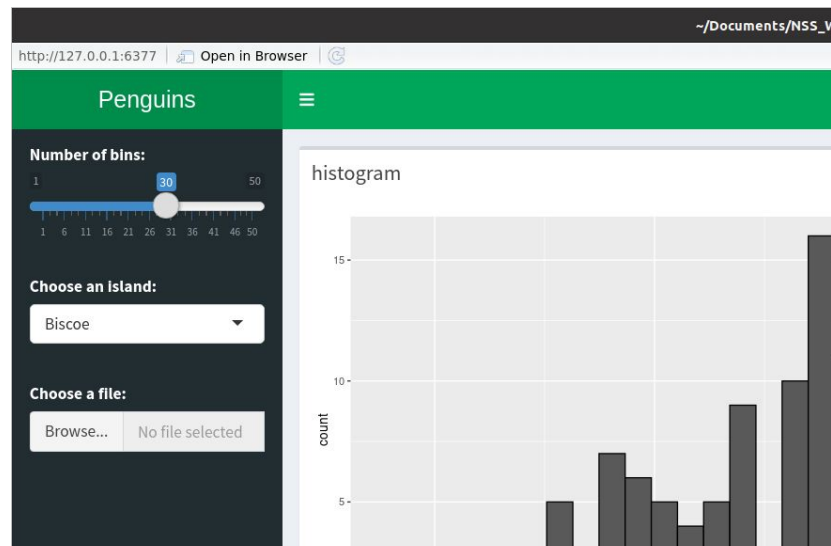 ~/Documents/NSS_W
http://127.0.0.1:6377 Open in Browser
Penguins
Number of bins:
1 30 50
1 6 11 16 21 26 31 36 41 46 50
Choose an island:
Biscoe
Choose a file:
Browse... No file selected
histogram
15
10
5
count